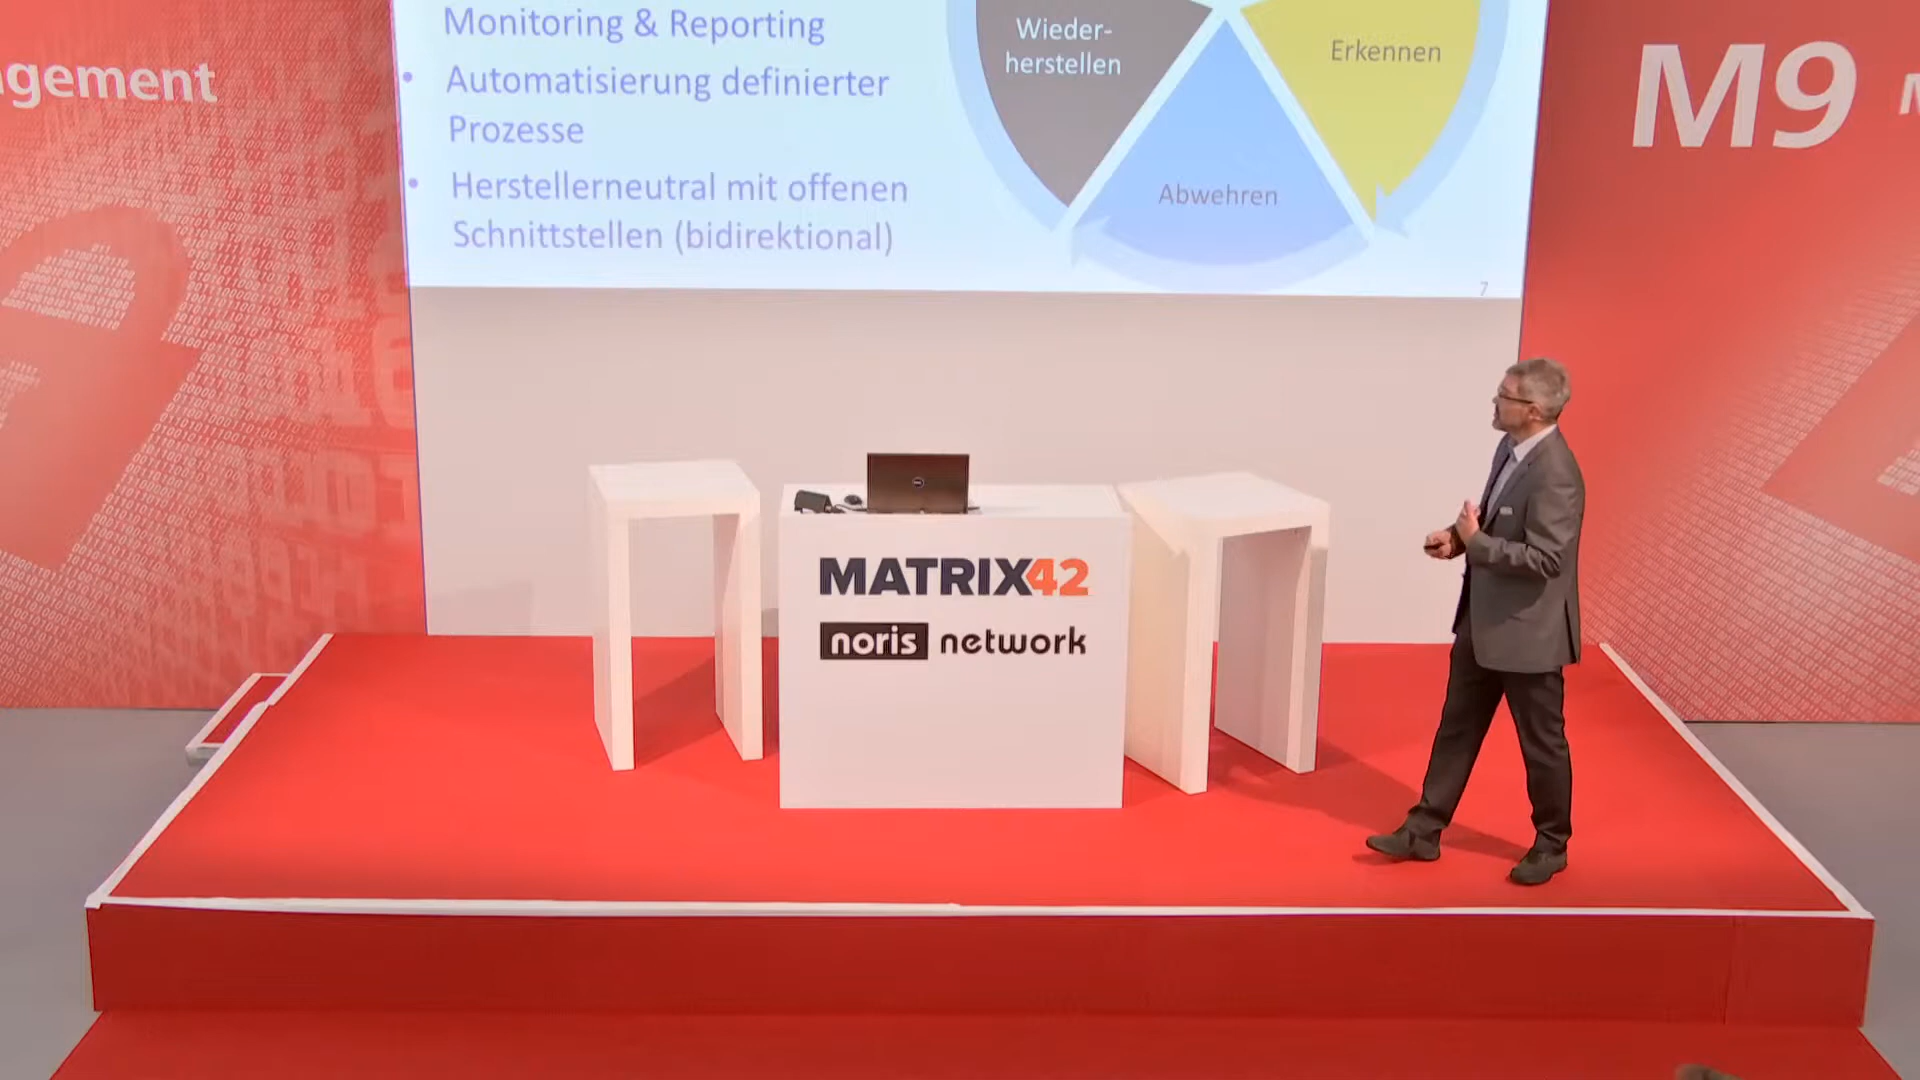 Monitoring & Reporting
• Automatisierung definierter
Prozesse
• Herstellerneutral mit offenen
Schnittstellen (bidirektional)
Wieder-
herstellen
Erkennen
Abwehren
7
gement
M9
MATRIX42
noris network